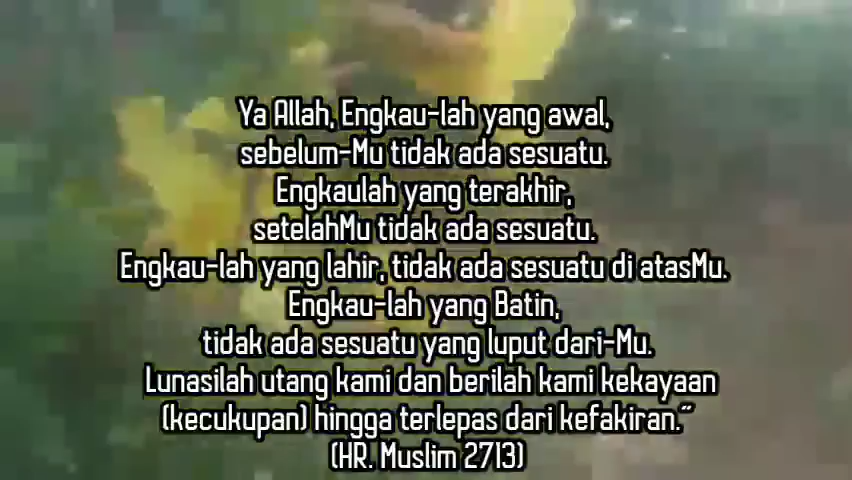 Ya Allah, Engkau-lah yang awal,
sebelum-Mu tidak ada sesuatu.
Engkaulah yang terakhir,
setelahMu tidak ada sesuatu.
Engkau-lah yang lahir, tidak ada sesuatu di atasMu.
Engkau-lah yang Batin,
tidak ada sesuatu yang luput dari-Mu.
Lunasilah utang kami dan berilah kami kekayaan
(kecukupan) hingga terlepas dari kefakiran.”
(HR. Muslim 2713)